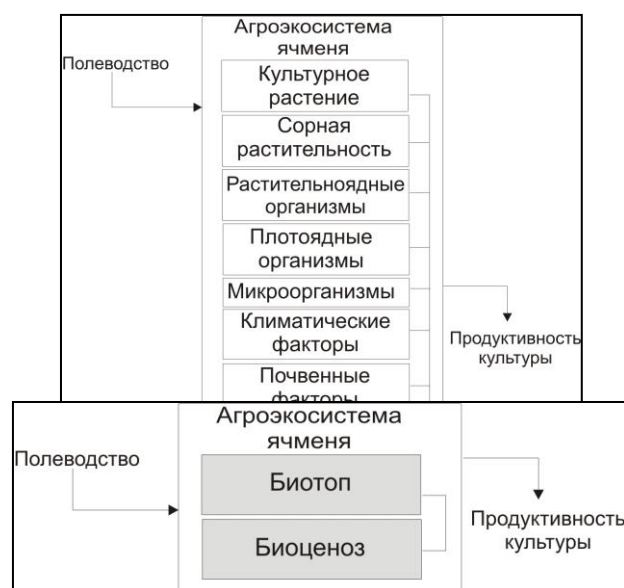 Агроэкосистема
ячменя
Полеводство
Культурное
растение
Сорная
растительность
Растительноядные
организмы
Плотоядные
организмы
Микроорганизмы
Климатические
факторы
Продуктивность
культуры
Почвенные
факторы
Агроэкосистема
ячменя
Полеводство
Биотоп
Биоценоз
Продуктивность
культуры